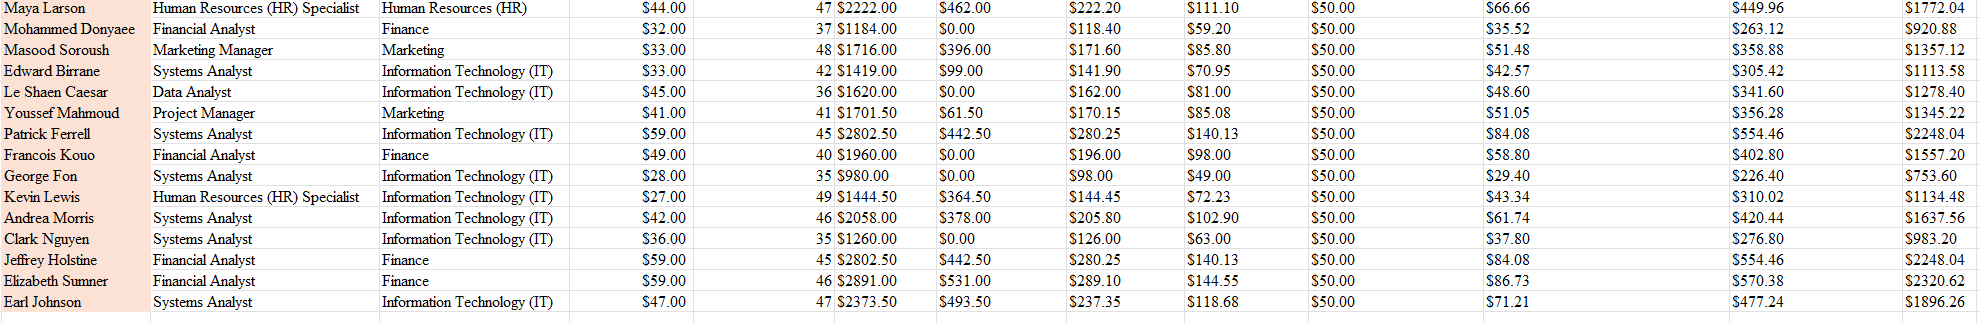 Maya Larson Human Resources (HR) Specialist Human Resources (HR) $44.00 47 $2222.00 $462.00 $222.20 $111.10 $50.00 $66.66 $449.96 $1772.04
Mohammed Donyaee Financial Analyst Finance $32.00 37 $1184.00 $0.00 $118.40 $59.20 $50.00 $35.52 $263.12 $920.88
Masood Soroush Marketing Manager Marketing $33.00 48 $1716.00 $396.00 $171.60 $85.80 $50.00 $51.48 $358.88 $1357.12
Edward Birrane Systems Analyst Information Technology (IT) $33.00 42 $1419.00 $99.00 $141.90 $70.95 $50.00 $42.57 $305.42 $1113.58
Le Shaen Caesar Data Analyst Information Technology (IT) $45.00 36 $1620.00 $0.00 $162.00 $81.00 $50.00 $48.60 $341.60 $1278.40
Youssef Mahmoud Project Manager Marketing $41.00 41 $1701.50 $61.50 $170.15 $85.08 $50.00 $51.05 $356.28 $1345.22
Patrick Ferrell Systems Analyst Information Technology (IT) $59.00 45 $2802.50 $442.50 $280.25 $140.13 $50.00 $84.08 $554.46 $2248.04
Francois Kouo Financial Analyst Finance $49.00 40 $1960.00 $0.00 $196.00 $98.00 $50.00 $58.80 $402.80 $1557.20
George Fon Systems Analyst Information Technology (IT) $28.00 35 $980.00 $0.00 $98.00 $49.00 $50.00 $29.40 $226.40 $753.60
Kevin Lewis Human Resources (HR) Specialist Information Technology (IT) $27.00 49 $1444.50 $364.50 $144.45 $72.23 $50.00 $43.34 $310.02 $1134.48
Andrea Morris Systems Analyst Information Technology (IT) $42.00 46 $2058.00 $378.00 $205.80 $102.90 $50.00 $61.74 $420.44 $1637.56
Clark Nguyen Systems Analyst Information Technology (IT) $36.00 35 $1260.00 $0.00 $126.00 $63.00 $50.00 $37.80 $276.80 $983.20
Jeffrey Holstine Financial Analyst Finance $59.00 45 $2802.50 $442.50 $280.25 $140.13 $50.00 $84.08 $554.46 $2248.04
Elizabeth Sumner Financial Analyst Finance $59.00 46 $2891.00 $531.00 $289.10 $144.55 $50.00 $86.73 $570.38 $2320.62
Earl Johnson Systems Analyst Information Technology (IT) $47.00 47 $2373.50 $493.50 $237.35 $118.68 $50.00 $71.21 $477.24 $1896.26